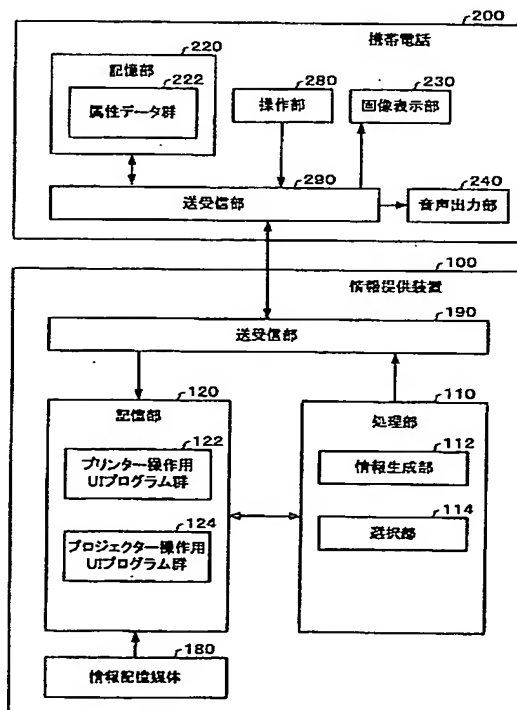 200
携帯電話
220
記憶部
222
属性データ群
280
操作部
230
画像表示部
290
送受信部
240
音声出力部
100
情報提供装置
190
送受信部
120
記憶部
122
プリンター操作用
UIプログラム群
124
プロジェクター操作用
UIプログラム群
110
処理部
112
情報生成部
114
選択部
180
情報記憶媒体